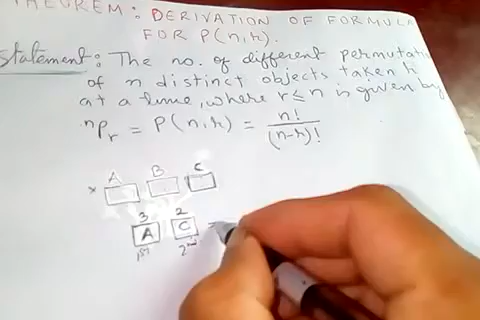 THEOREM: DERIVATION OF FORMULA
FOR P(n,r).
Statement: The no. of different permutati
of n distinct objects taken r
at a time, where r≤n is given by
ⁿPᵣ = P(n,r) = n!/(n-r)!
A B C
3 2
A C =
1st 2nd